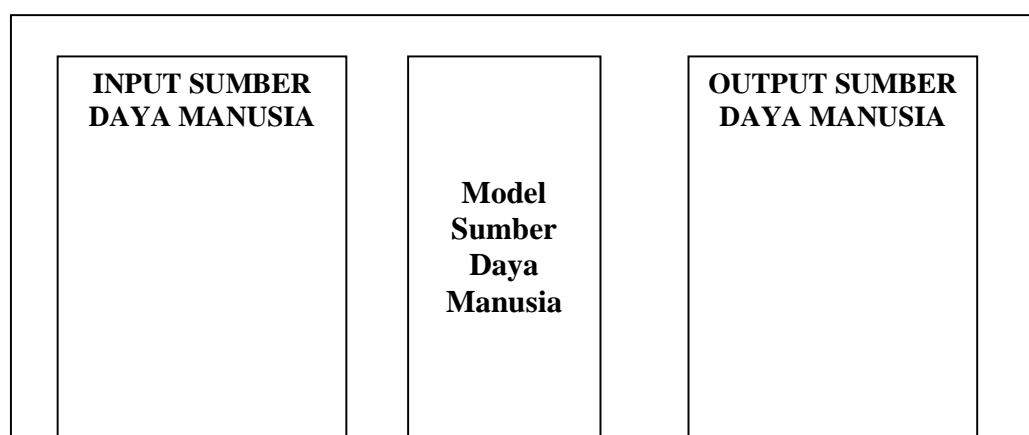 INPUT SUMBER
DAYA MANUSIA
Model
Sumber
Daya
Manusia
OUTPUT SUMBER
DAYA MANUSIA